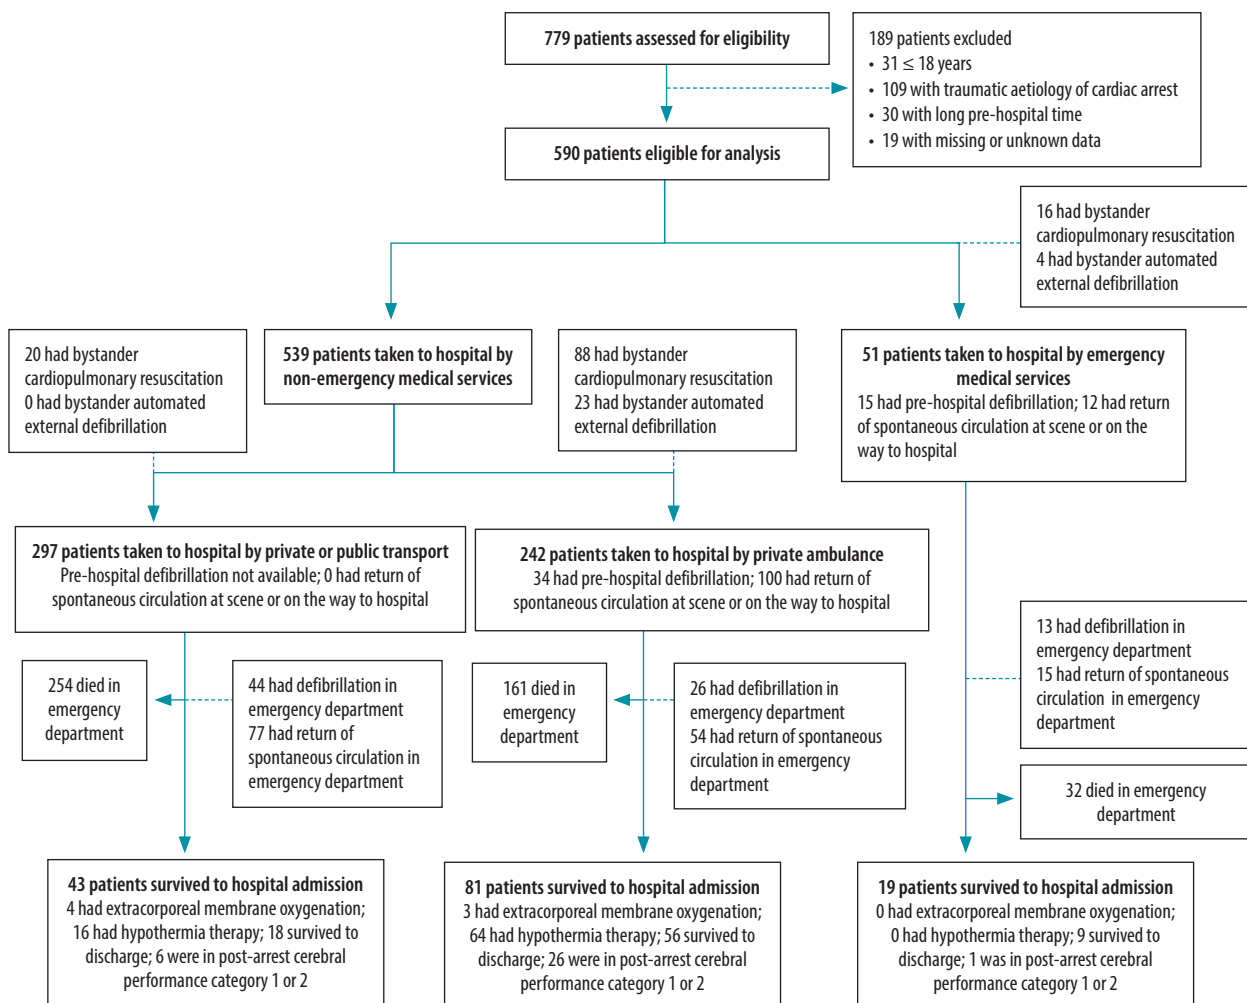 779 patients assessed for eligibility
189 patients excluded
• 31 ≤ 18 years
• 109 with traumatic aetiology of cardiac arrest
• 30 with long pre-hospital time
• 19 with missing or unknown data
590 patients eligible for analysis
16 had bystander
cardiopulmonary resuscitation
4 had bystander automated
external defibrillation
20 had bystander
cardiopulmonary resuscitation
0 had bystander automated
external defibrillation
539 patients taken to hospital by
non-emergency medical services
88 had bystander
cardiopulmonary resuscitation
23 had bystander automated
external defibrillation
51 patients taken to hospital by emergency
medical services
15 had pre-hospital defibrillation; 12 had return
of spontaneous circulation at scene or on the
way to hospital
297 patients taken to hospital by private or public transport
Pre-hospital defibrillation not available; 0 had return of
spontaneous circulation at scene or on the way to hospital
242 patients taken to hospital by private ambulance
34 had pre-hospital defibrillation; 100 had return of
spontaneous circulation at scene or on the way to hospital
254 died in
emergency
department
44 had defibrillation in
emergency department
77 had return of
spontaneous circulation in
emergency department
161 died in
emergency
department
26 had defibrillation in
emergency department
54 had return of spontaneous
circulation in emergency
department
13 had defibrillation in
emergency department
15 had return of spontaneous
circulation in emergency
department
32 died in emergency
department
43 patients survived to hospital admission
4 had extracorporeal membrane oxygenation;
16 had hypothermia therapy; 18 survived to
discharge; 6 were in post-arrest cerebral
performance category 1 or 2
81 patients survived to hospital admission
3 had extracorporeal membrane oxygenation;
64 had hypothermia therapy; 56 survived to
discharge; 26 were in post-arrest cerebral
performance category 1 or 2
19 patients survived to hospital admission
0 had extracorporeal membrane oxygenation;
0 had hypothermia therapy; 9 survived to
discharge; 1 was in post-arrest cerebral
performance category 1 or 2